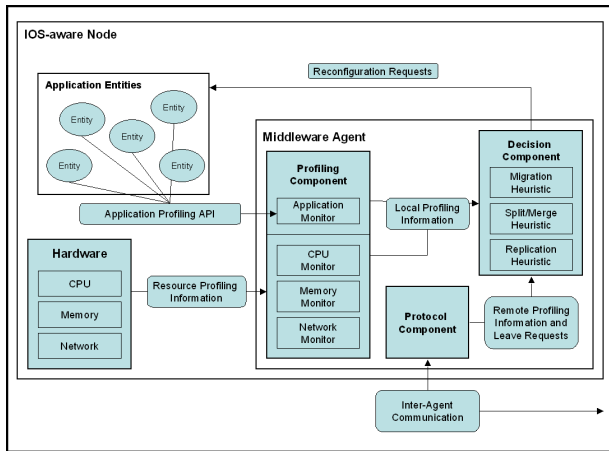 IOS-aware Node
Reconfiguration Requests
Application Entities
Entity
Entity
Entity
Entity
Entity
Application Profiling API
Hardware
CPU
Memory
Network
Resource Profiling
Information
Middleware Agent
Profiling
Component
Application
Monitor
CPU
Monitor
Memory
Monitor
Network
Monitor
Local Profiling
Information
Decision
Component
Migration
Heuristic
Split/Merge
Heuristic
Replication
Heuristic
Protocol
Component
Remote Profiling
Information and
Leave Requests
Inter-Agent
Communication